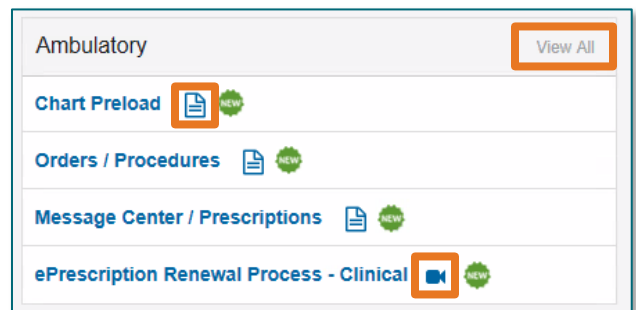 Ambulatory View All
Chart Preload NEW
Orders / Procedures NEW
Message Center / Prescriptions NEW
ePrescription Renewal Process - Clinical NEW